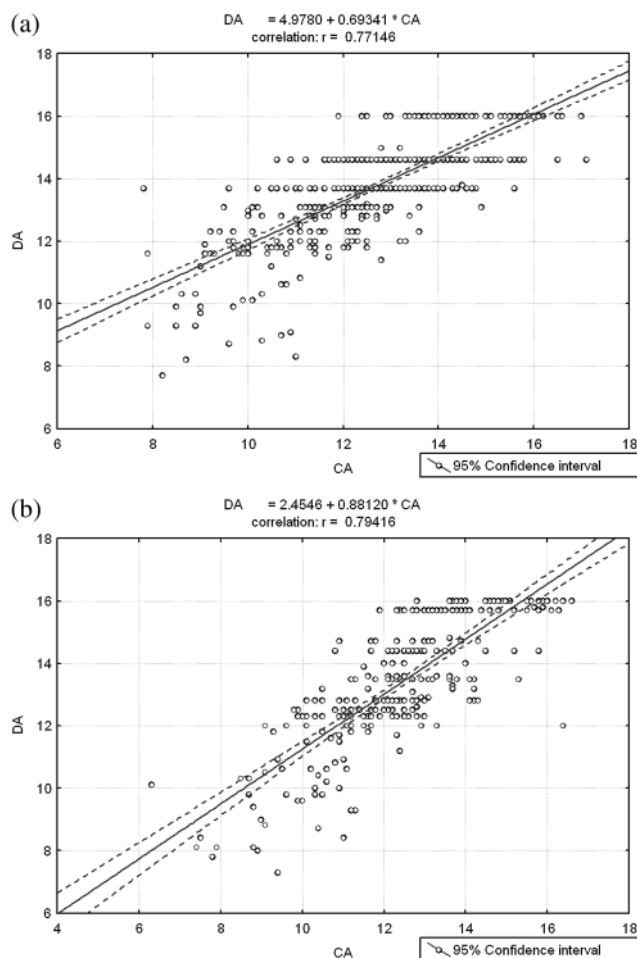 (a)
DA = 4.9780 + 0.69341 * CA
correlation: r = 0.77146
18
16
14
12
10
8
6
DA
6 8 10 12 14 16 18
CA
95% Confidence interval
(b)
DA = 2.4546 + 0.88120 * CA
correlation: r = 0.79416
18
16
14
12
10
8
6
DA
4 6 8 10 12 14 16 18
CA
95% Confidence interval